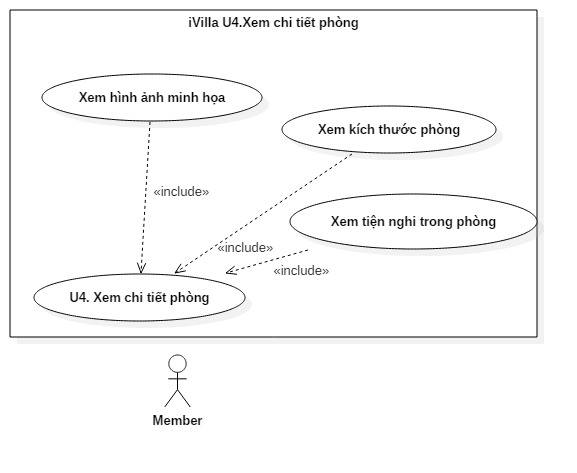 iVilla U4.Xem chi tiết phòng
Xem hình ảnh minh họa
Xem kích thước phòng
«include»
Xem tiện nghi trong phòng
«include»
«include»
U4. Xem chi tiết phòng
Member